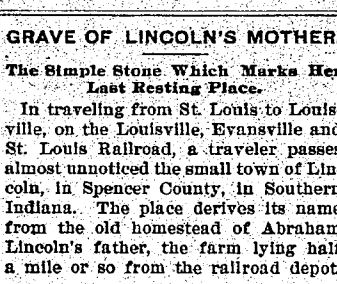 GRAVE OF LINCOLN'S MOTHER
The Simple Stone Which Marks Her
Last Resting Place.
In traveling from St. Louis to Louis
ville, on the Louisville, Evansville and
St. Louis Railroad, a traveler passes
almost unnoticed the small town of Lin
coln, in Spencer County, in Southern
Indiana. The place derives its name
from the old homestead of Abraham
Lincoln's father, the farm lying half
a mile or so from the railroad depot